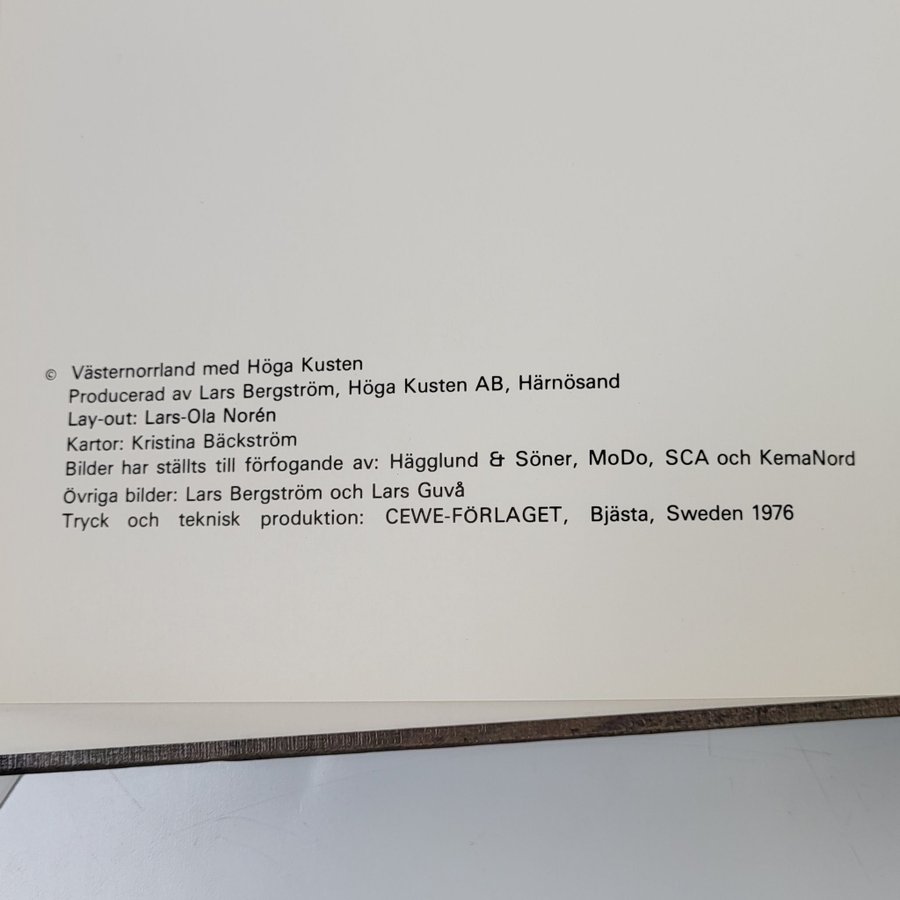 © Västernorrland med Höga Kusten
Producerad av Lars Bergström, Höga Kusten AB, Härnösand
Lay-out: Lars-Ola Norén
Kartor: Kristina Bäckström
Bilder har ställts till förfogande av: Hägglund & Söner, MoDo, SCA och KemaNord
Övriga bilder: Lars Bergström och Lars Guvå
Tryck och teknisk produktion: CEWE-FÖRLAGET, Bjästa, Sweden 1976